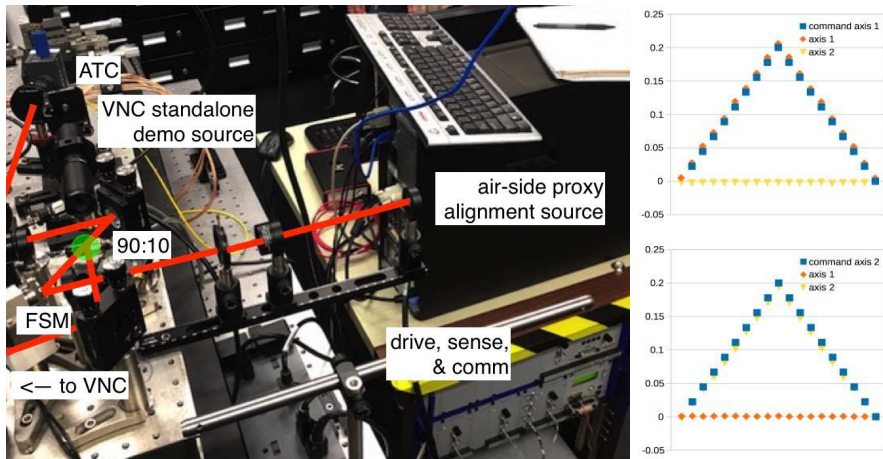 ATC
VNC standalone
demo source
air-side proxy
alignment source
90:10
FSM
drive, sense,
& comm
<— to VNC
0.25
0.2
0.15
0.1
0.05
0
-0.05
command axis 1
axis 1
axis 2
0.25
0.2
0.15
0.1
0.05
0
-0.05
command axis 2
axis 1
axis 2